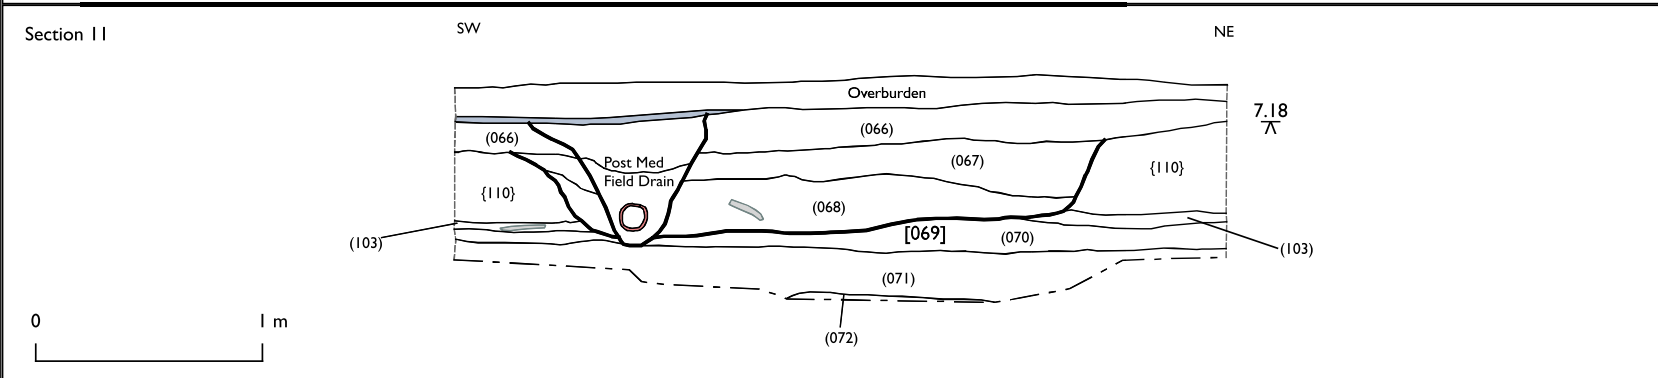 Section 11
SW
NE
Overburden
7.18
(066)
(066)
Post Med
Field Drain
(067)
{110}
{110}
(068)
(103)
[069]
(070)
(103)
(071)
(072)
0
1 m